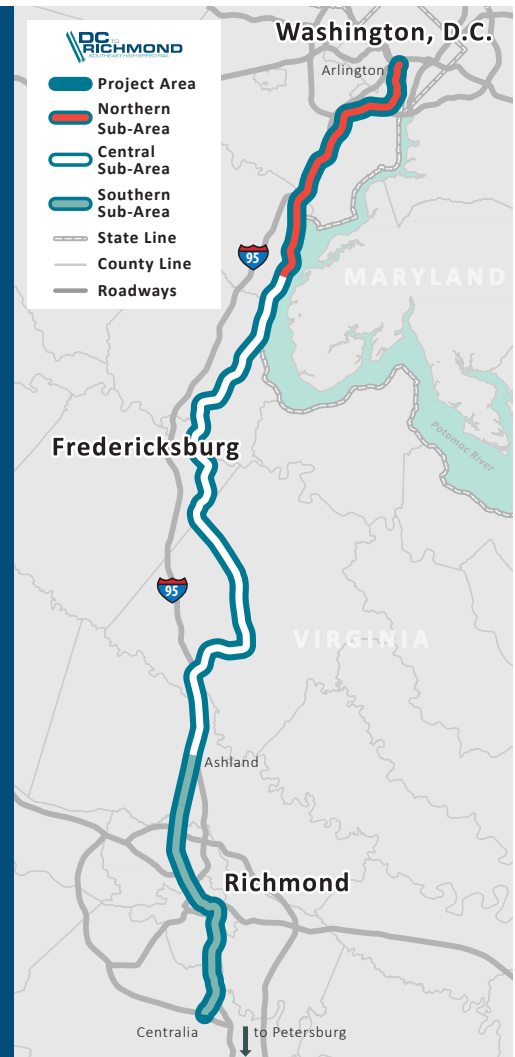 Washington, D.C.
Arlington
DC TO
RICHMOND
SOUTHEAST HIGH SPEED RAIL
Project Area
Northern
Sub-Area
Central
Sub-Area
Southern
Sub-Area
State Line
County Line
Roadways
95
MARYLAND
Potomac River
Fredericksburg
95
VIRGINIA
Ashland
Richmond
Centralia
to Petersburg